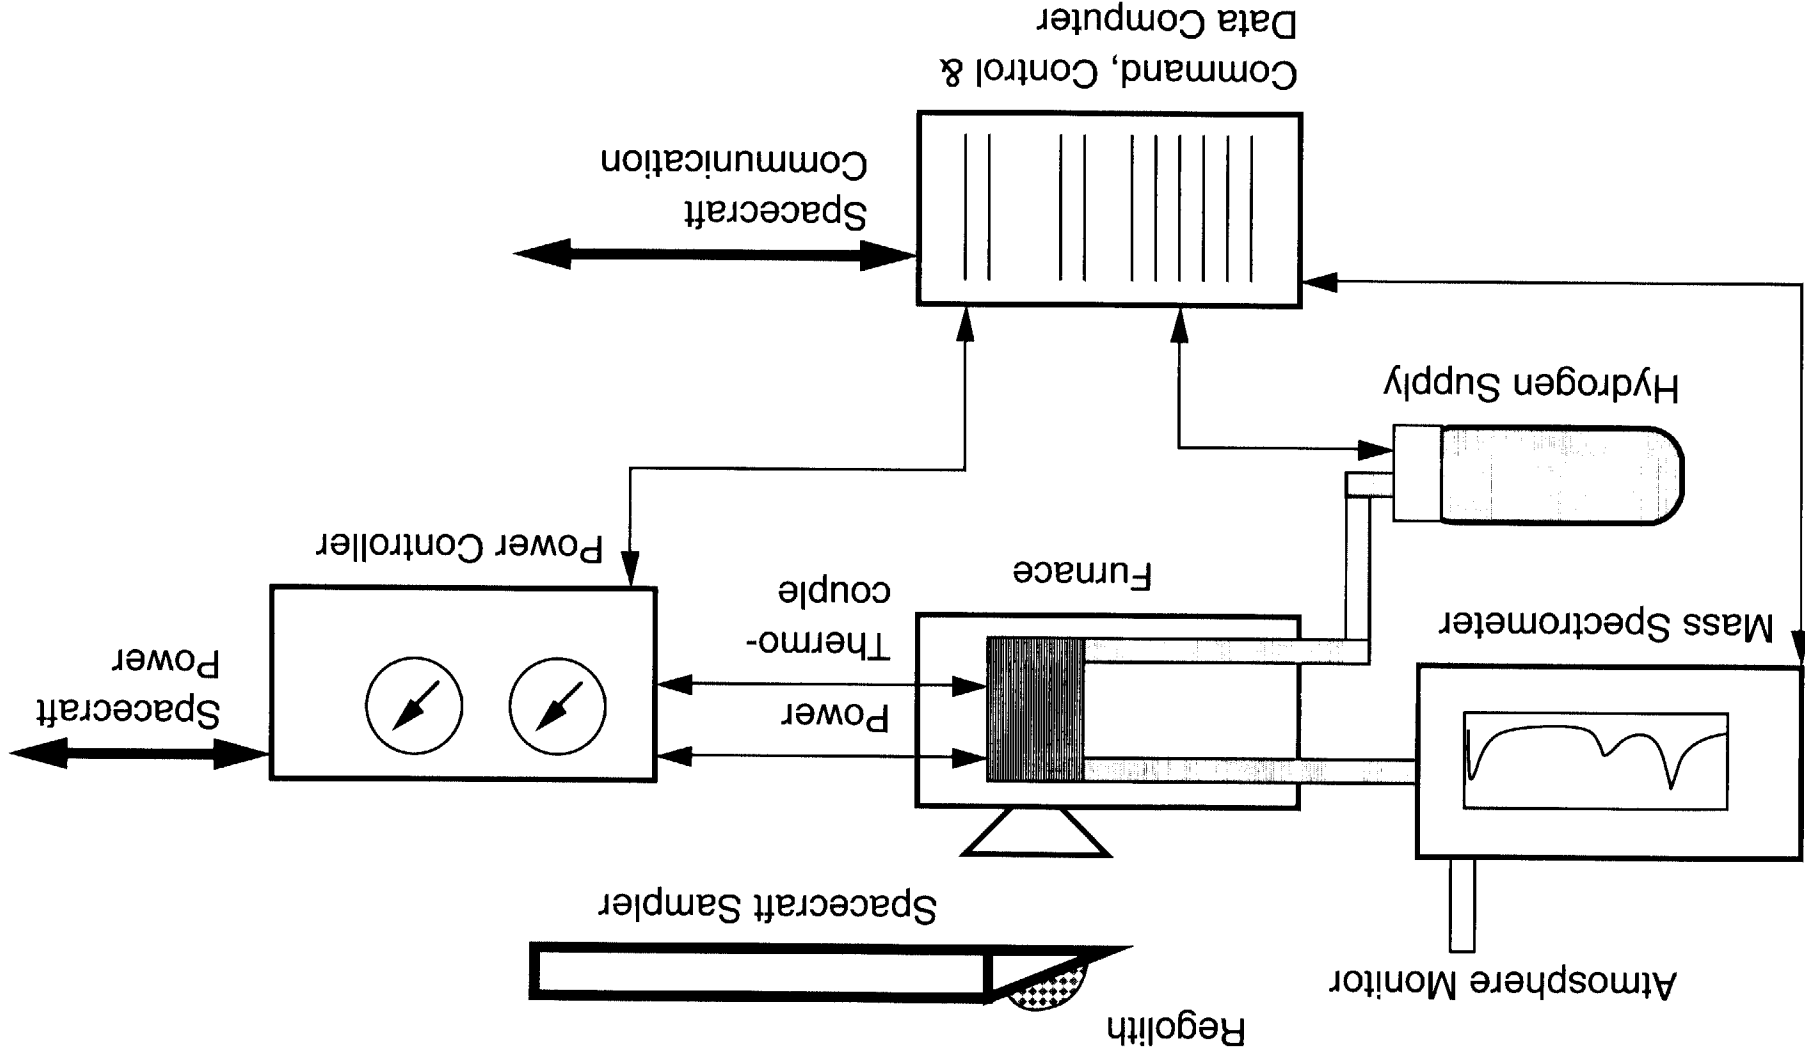 Regolith
Atmosphere Monitor
Spacecraft Sampler
Mass Spectrometer
Power
Thermo-
couple
Furnace
Spacecraft
Power
Power Controller
Hydrogen Supply
Spacecraft
Communication
Command, Control &
Data Computer